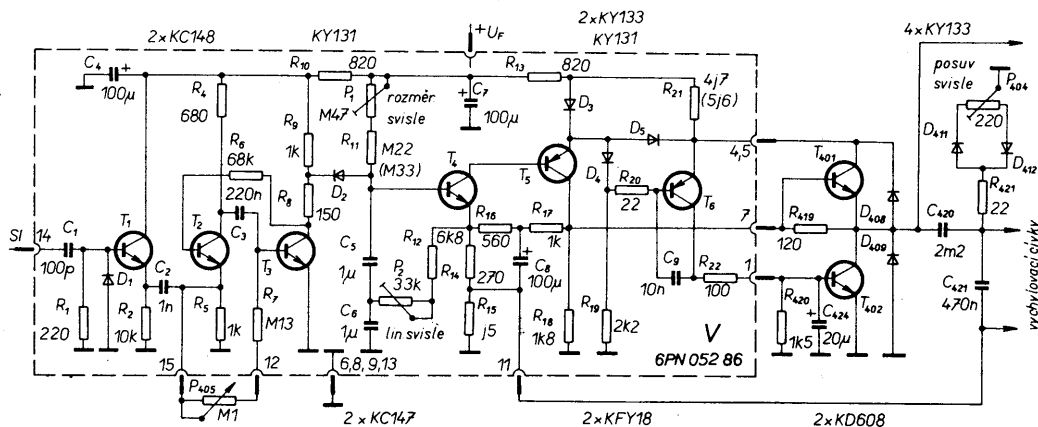 2×KC148
KY131
+U_F
2×KY133
KY131
4×KY133
C4
100μ
R4
680
R10
820
P1
M47
rozměr
svisle
C7
100μ
R13
820
D3
R21
4j7
(5j6)
posuv
svisle
P404
220
D411
D412
R6
68k
220n
R9
1k
R11
M22
(M33)
D2
R8
150
T4
T5
D5
D4
R20
22
T6
4,5
T401
R421
22
SI
14
C1
100p
T1
D1
T2
C3
T3
C2
1n
R1
220
R2
10k
R5
1k
R7
M13
C5
1μ
R12
6k8
P2
33k
lin svisle
C6
1μ
R14
270
R16
560
R17
1k
C8
100μ
R15
j5
R18
1k8
R19
2k2
C9
10n
R22
100
7
1
R419
120
D408
D409
C420
2m2
T402
R420
1k5
C424
20μ
C421
470n
vychylovací cívky
V
6PN 052 86
15
12
P405
M1
6,8,9,13
11
2×KC147
2×KFY18
2×KD608